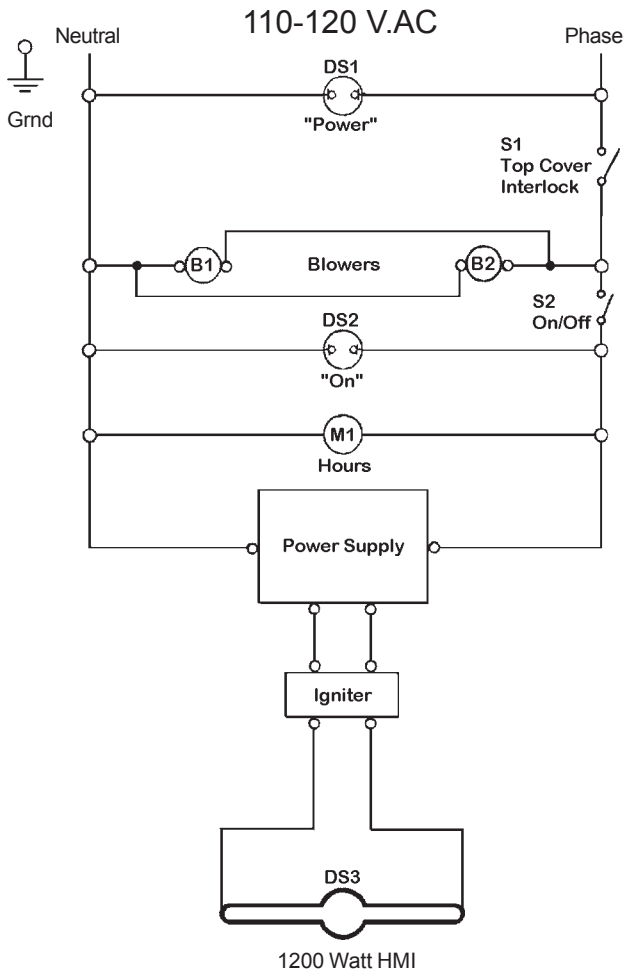 110-120 V.AC
Neutral
Phase
Grnd
DS1
"Power"
S1
Top Cover
Interlock
B1
Blowers
B2
S2
On/Off
DS2
"On"
M1
Hours
Power Supply
Igniter
DS3
1200 Watt HMI